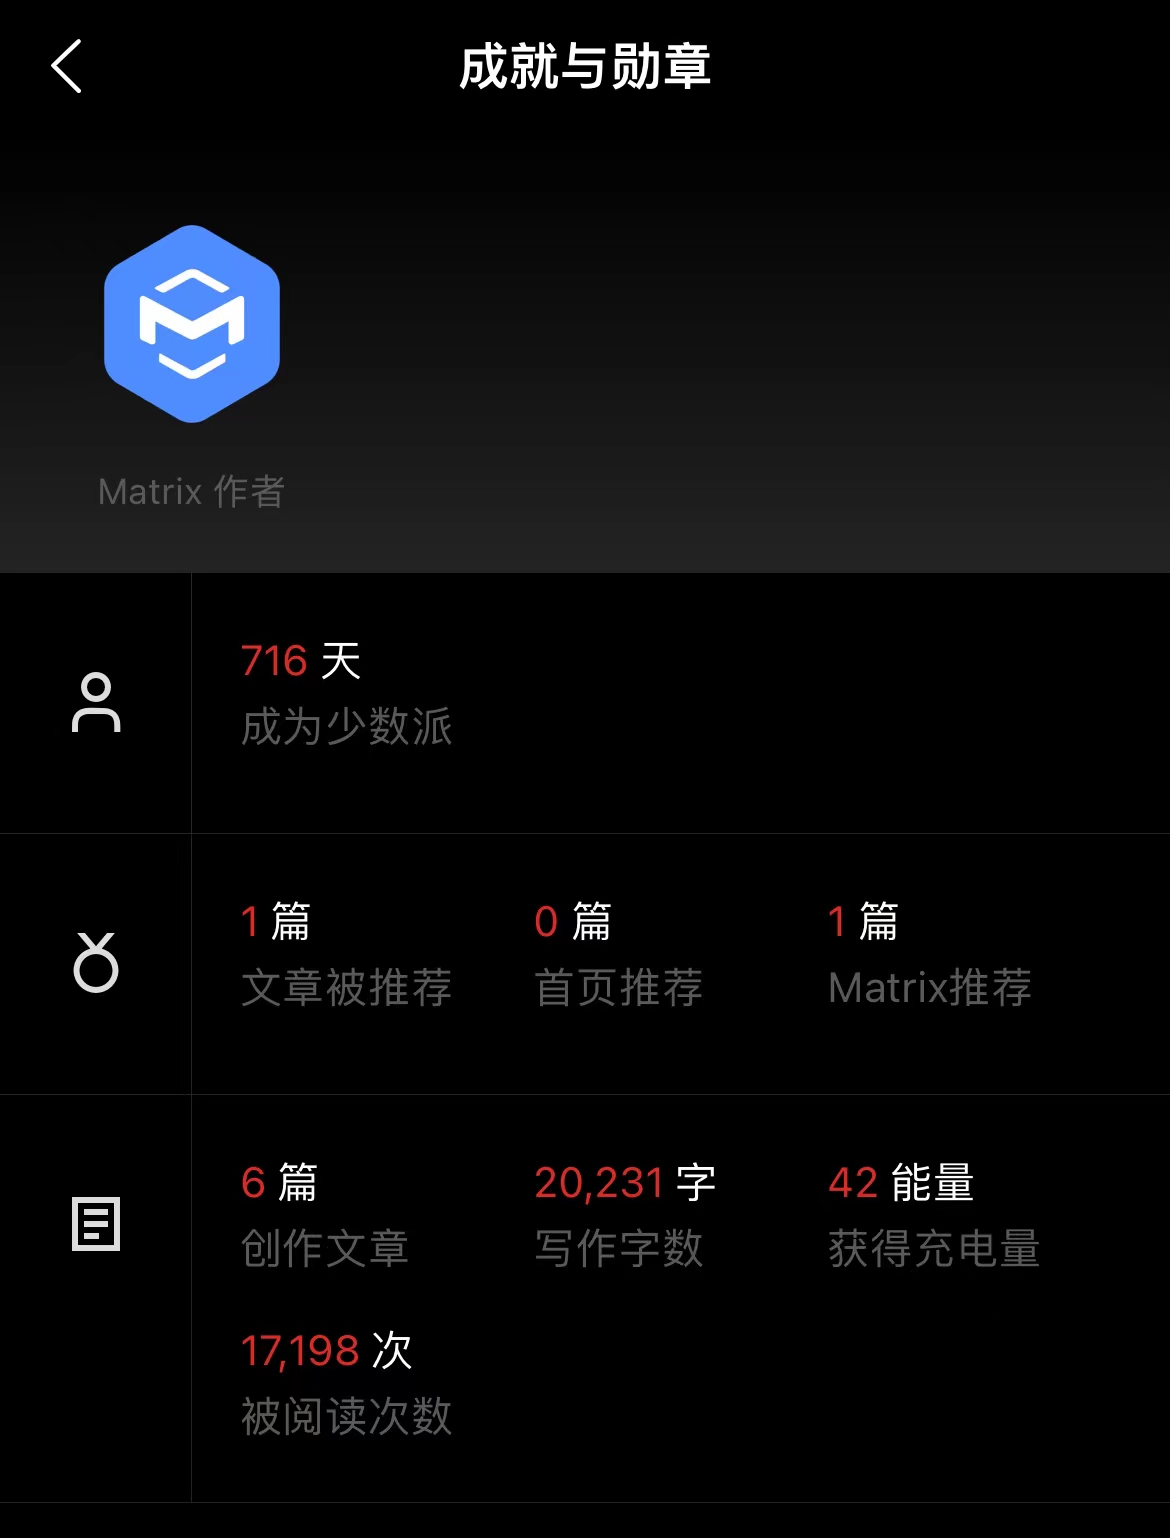 成就与勋章
Matrix 作者
716 天
成为少数派
1 篇 0 篇 1 篇
文章被推荐 首页推荐 Matrix推荐
6 篇 20,231 字 42 能量
创作文章 写作字数 获得充电量
17,198 次
被阅读次数